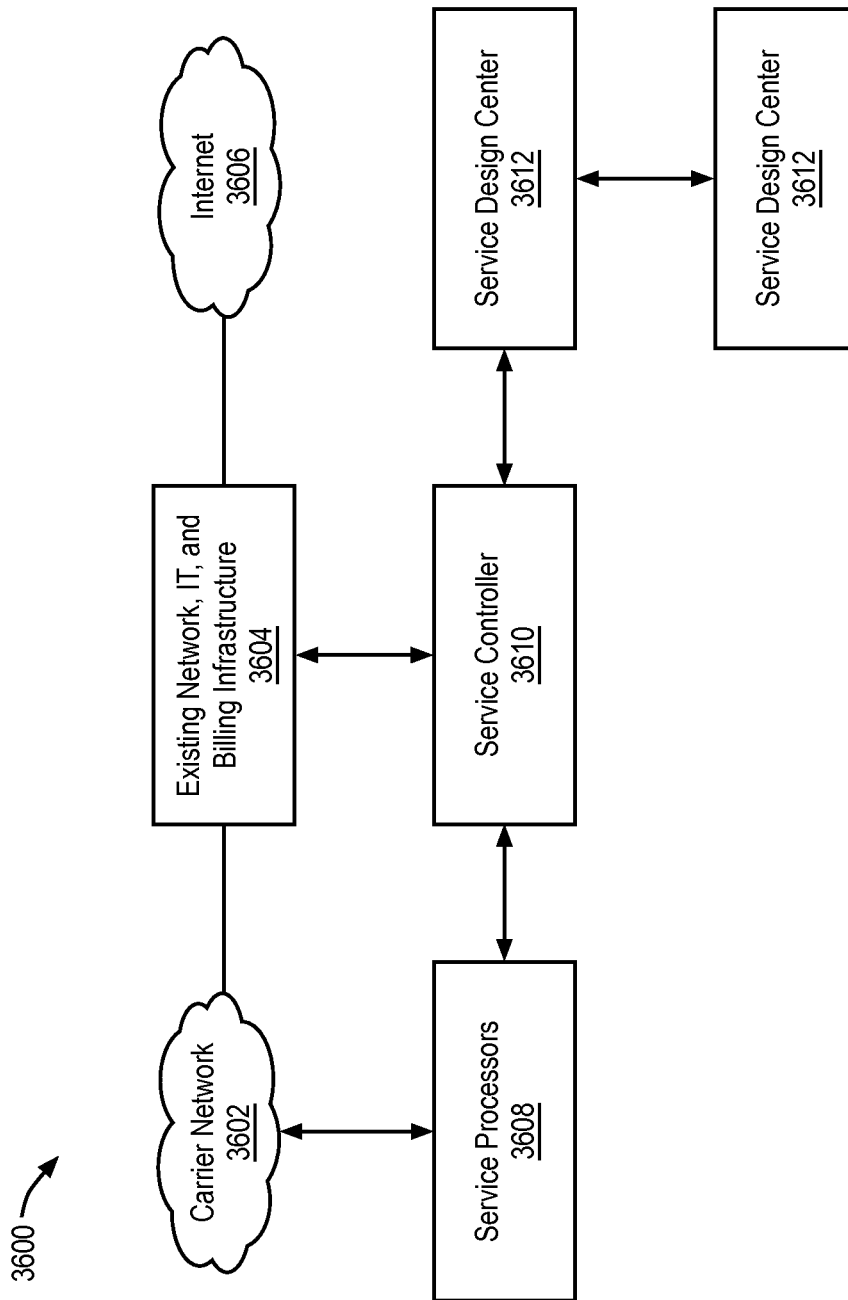 3600
Carrier Network
3602
Existing Network, IT, and
Billing Infrastructure
3604
Internet
3606
Service Processors
3608
Service Controller
3610
Service Design Center
3612
Service Design Center
3612